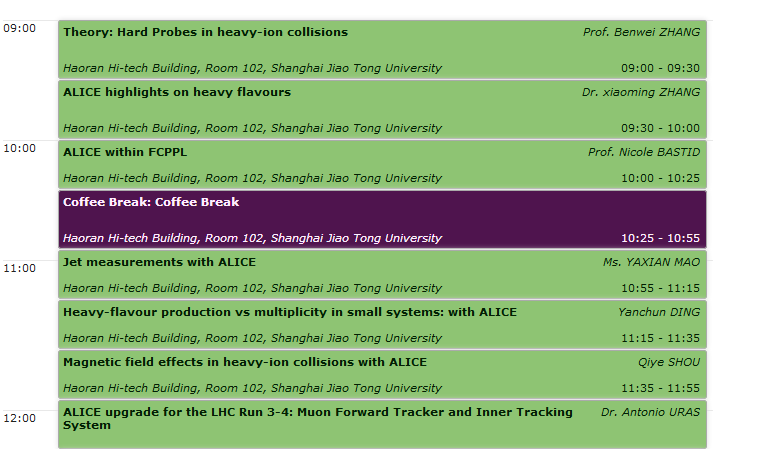 09:00
Theory: Hard Probes in heavy-ion collisions Prof. Benwei ZHANG
Haoran Hi-tech Building, Room 102, Shanghai Jiao Tong University 09:00 - 09:30
ALICE highlights on heavy flavours Dr. xiaoming ZHANG
Haoran Hi-tech Building, Room 102, Shanghai Jiao Tong University 09:30 - 10:00
10:00
ALICE within FCPPL Prof. Nicole BASTID
Haoran Hi-tech Building, Room 102, Shanghai Jiao Tong University 10:00 - 10:25
Coffee Break: Coffee Break
Haoran Hi-tech Building, Room 102, Shanghai Jiao Tong University 10:25 - 10:55
11:00
Jet measurements with ALICE Ms. YAXIAN MAO
Haoran Hi-tech Building, Room 102, Shanghai Jiao Tong University 10:55 - 11:15
Heavy-flavour production vs multiplicity in small systems: with ALICE Yanchun DING
Haoran Hi-tech Building, Room 102, Shanghai Jiao Tong University 11:15 - 11:35
Magnetic field effects in heavy-ion collisions with ALICE Qiye SHOU
Haoran Hi-tech Building, Room 102, Shanghai Jiao Tong University 11:35 - 11:55
12:00
ALICE upgrade for the LHC Run 3-4: Muon Forward Tracker and Inner Tracking Dr. Antonio URAS
System